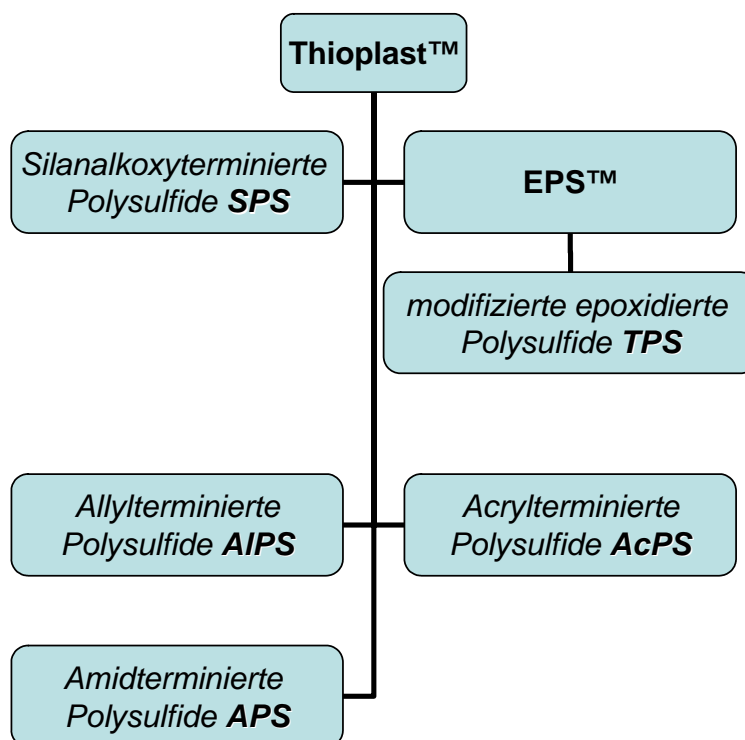 Thioplast™
Silanalkoxyterminierte
Polysulfide SPS
EPS™
modifizierte epoxidierte
Polysulfide TPS
Allylterminierte
Polysulfide AlPS
Acrylterminierte
Polysulfide AcPS
Amidterminierte
Polysulfide APS